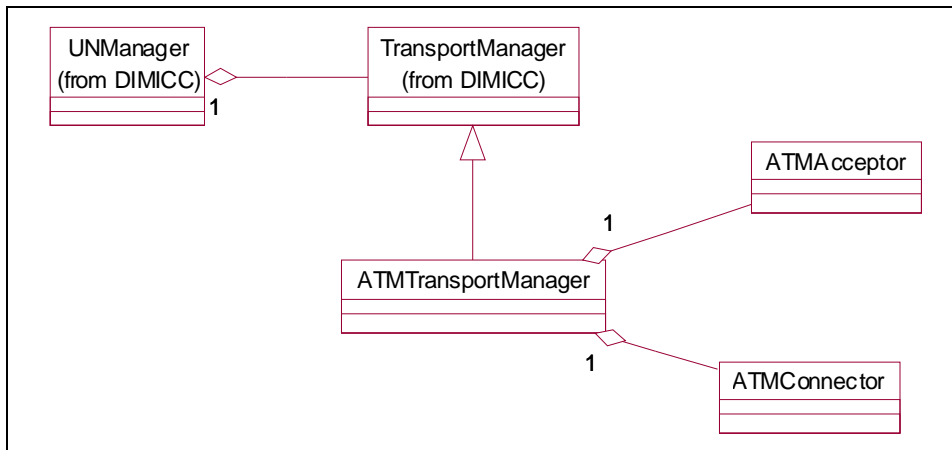 UNManager
(from DIMICC)
1
TransportManager
(from DIMICC)
ATMAcceptor
1
ATMTransportManager
1
ATMConnector